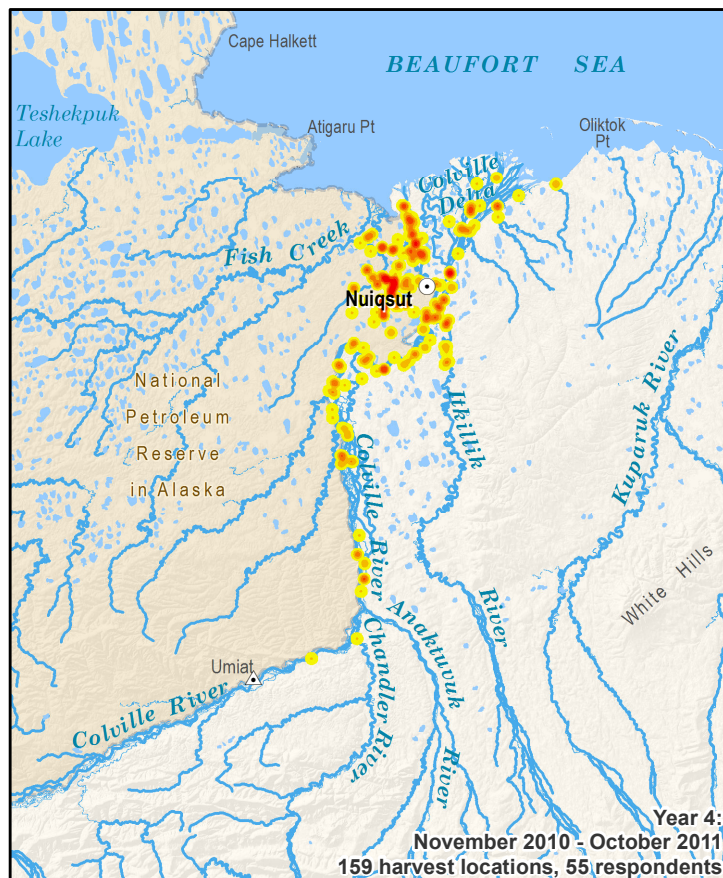 Cape Halkett
BEAUFORT SEA
Teshekpuk
Lake
Atigaru Pt
Oliktok
Pt
Colville
Delta
Fish Creek
Nuiqsut
National
Petroleum
Reserve
in Alaska
Colville
River
Itkillik
River
Kuparuk River
White Hills
Anaktuvuk
River
Chandler River
Umiat
Colville River
Year 4:
November 2010 - October 2011
159 harvest locations, 55 respondents